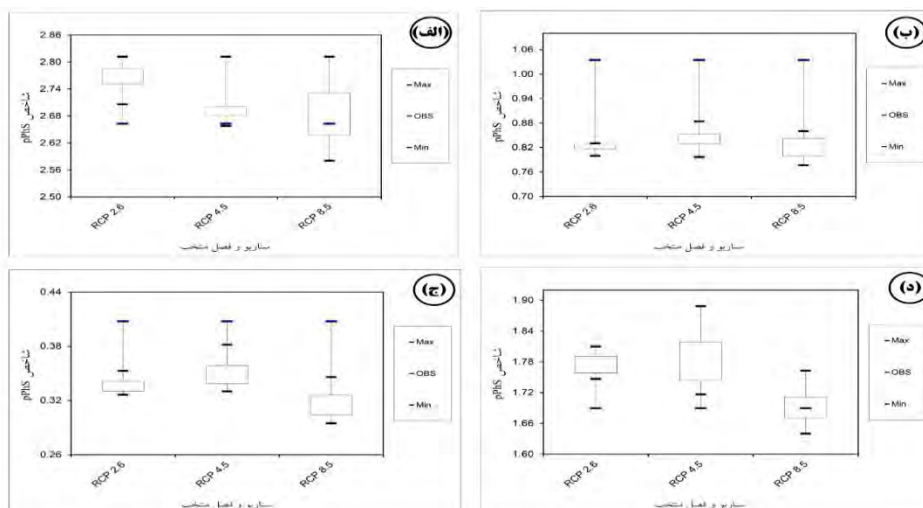 (الف)
شاخص pPhS
2.86
2.80
2.74
2.68
2.62
2.56
2.50
RCP 2.6
RCP 4.5
RCP 8.5
سناریو و فصل منتخب
Max
OBS
Min
(ب)
شاخص pPhS
1.06
1.00
0.94
0.88
0.82
0.76
0.70
RCP 2.6
RCP 4.5
RCP 8.5
سناریو و فصل منتخب
Max
OBS
Min
(ج)
شاخص pPhS
0.44
0.38
0.32
0.26
RCP 2.6
RCP 4.5
RCP 8.5
سناریو و فصل منتخب
Max
OBS
Min
(د)
شاخص pPhS
1.90
1.84
1.78
1.72
1.66
1.60
RCP 2.6
RCP 4.5
RCP 8.5
سناریو و فصل منتخب
Max
OBS
Min